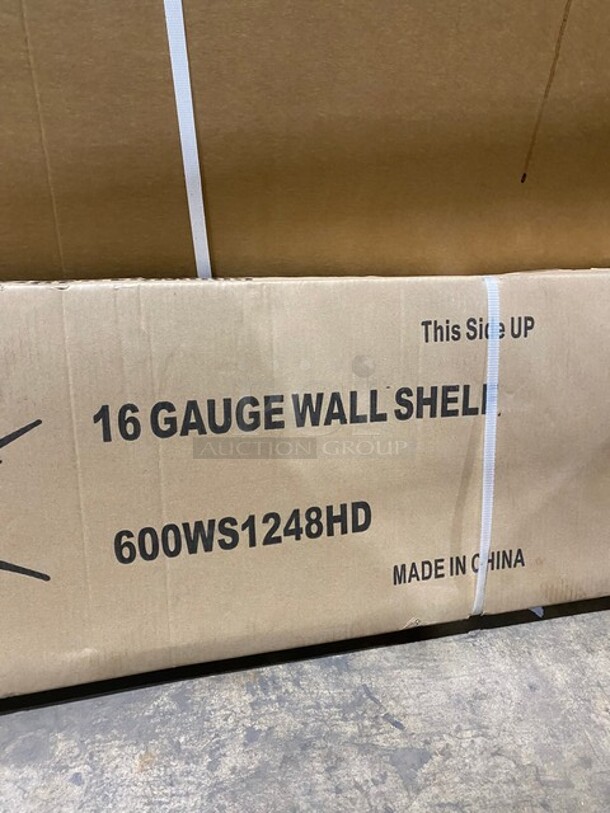 This Side UP
16 GAUGE WALL SHELF
AUCTION GROUP
600WS1248HD
MADE IN CHINA